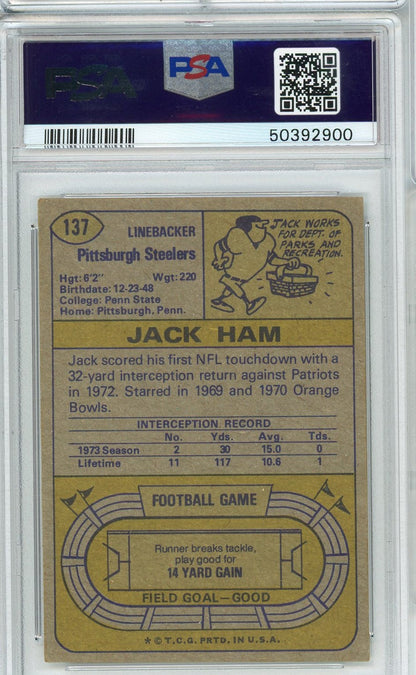 PSA
PSA
50392900
137
LINEBACKER
Pittsburgh Steelers
Hgt: 6'2" Wgt: 220
Birthdate: 12-23-48
College: Penn State
Home: Pittsburgh, Penn.
JACK WORKS
FOR DEPT. OF
PARKS AND
RECREATION.
JACK HAM
Jack scored his first NFL touchdown with a
32-yard interception return against Patriots
in 1972. Starred in 1969 and 1970 Orange
Bowls.
INTERCEPTION RECORD
No. Yds. Avg. Tds.
1973 Season 2 30 15.0 0
Lifetime 11 117 10.6 1
FOOTBALL GAME
Runner breaks tackle,
play good for
14 YARD GAIN
FIELD GOAL—GOOD
* © T.C.G. PRTD. IN U.S.A.